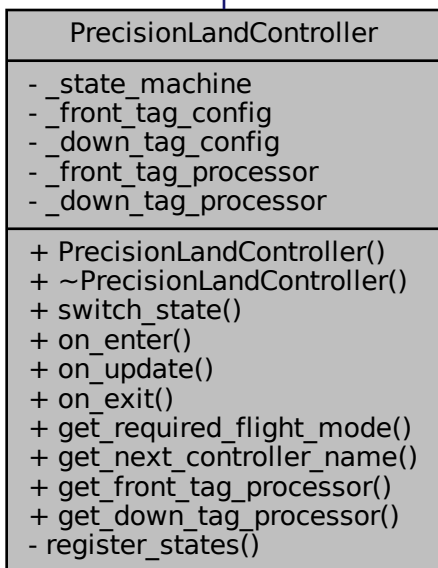 PrecisionLandController
- _state_machine
- _front_tag_config
- _down_tag_config
- _front_tag_processor
- _down_tag_processor
+ PrecisionLandController()
+ ~PrecisionLandController()
+ switch_state()
+ on_enter()
+ on_update()
+ on_exit()
+ get_required_flight_mode()
+ get_next_controller_name()
+ get_front_tag_processor()
+ get_down_tag_processor()
- register_states()